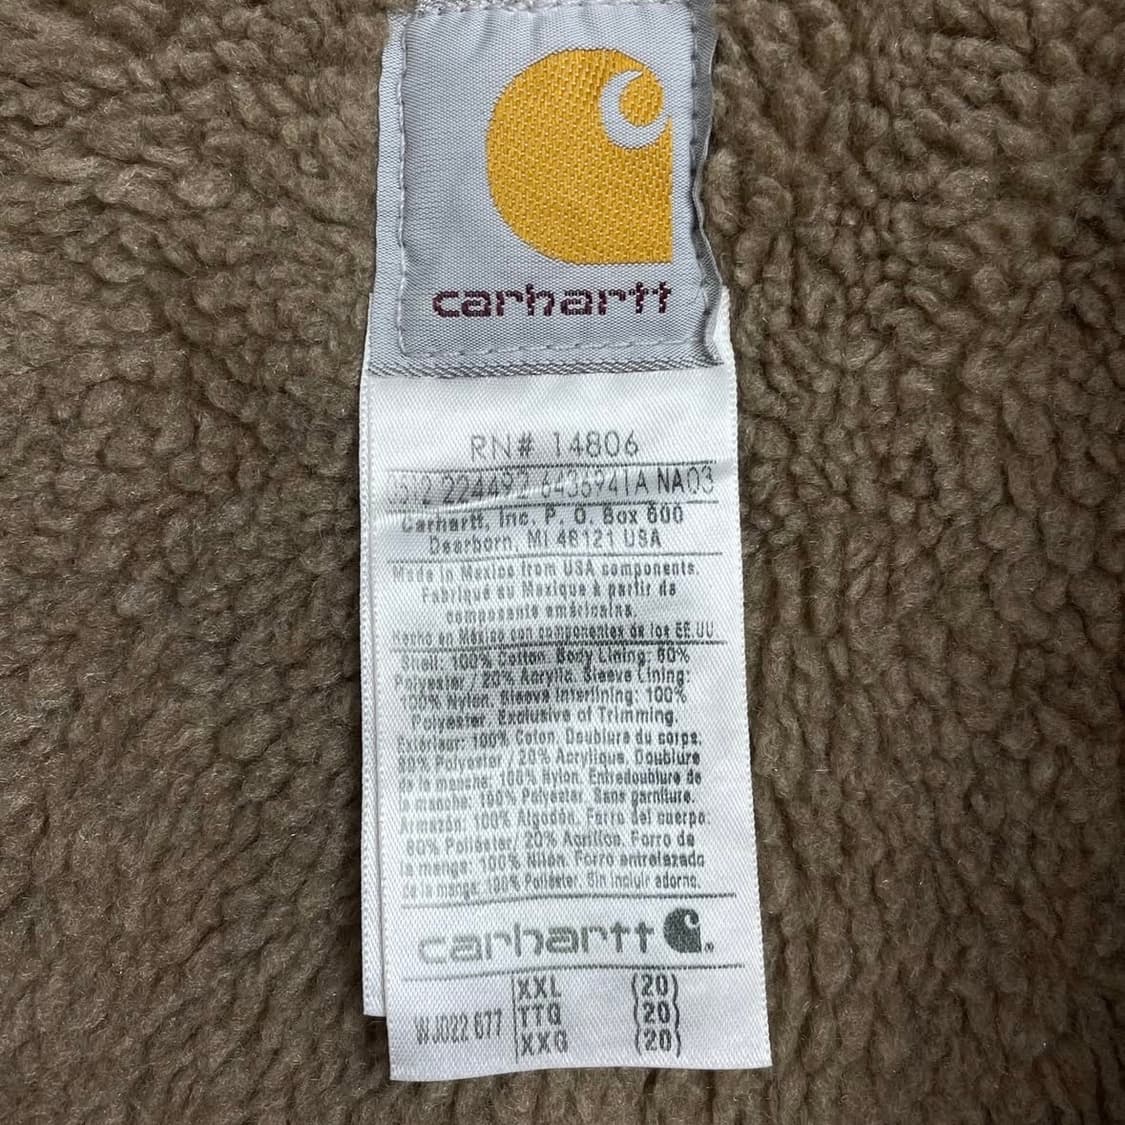 carhartt
RN# 14806
312 224492 6436941A NA03
Carhartt, Inc. P. O. Box 600
Dearborn, MI 48121 USA
Made in Mexico from USA components.
Fabriqué au Mexique à partir de
composants américains.
Hecho en México con componentes de los EE.UU
Shell: 100% Cotton. Body Lining: 80%
Polyester / 20% Acrylic. Sleeve Lining:
100% Nylon. Sleeve Interlining: 100%
Polyester. Exclusive of Trimming.
Extérieur: 100% Coton. Doublure du corps.
80% Polyester / 20% Acrylique. Doublure
de la manche: 100% Nylon. Entredoublure de
la manche: 100% Polyester. Sans garniture.
Armazón: 100% Algodón. Forro del cuerpo:
80% Poliéster/ 20% Acrílico. Forro de
la manga: 100% Nilon. Forro entrelazado
de la manga: 100% Poliéster. Sin incluir adorno.
carhartt
WJ022 677
XXL (20)
TTG (20)
XXG (20)